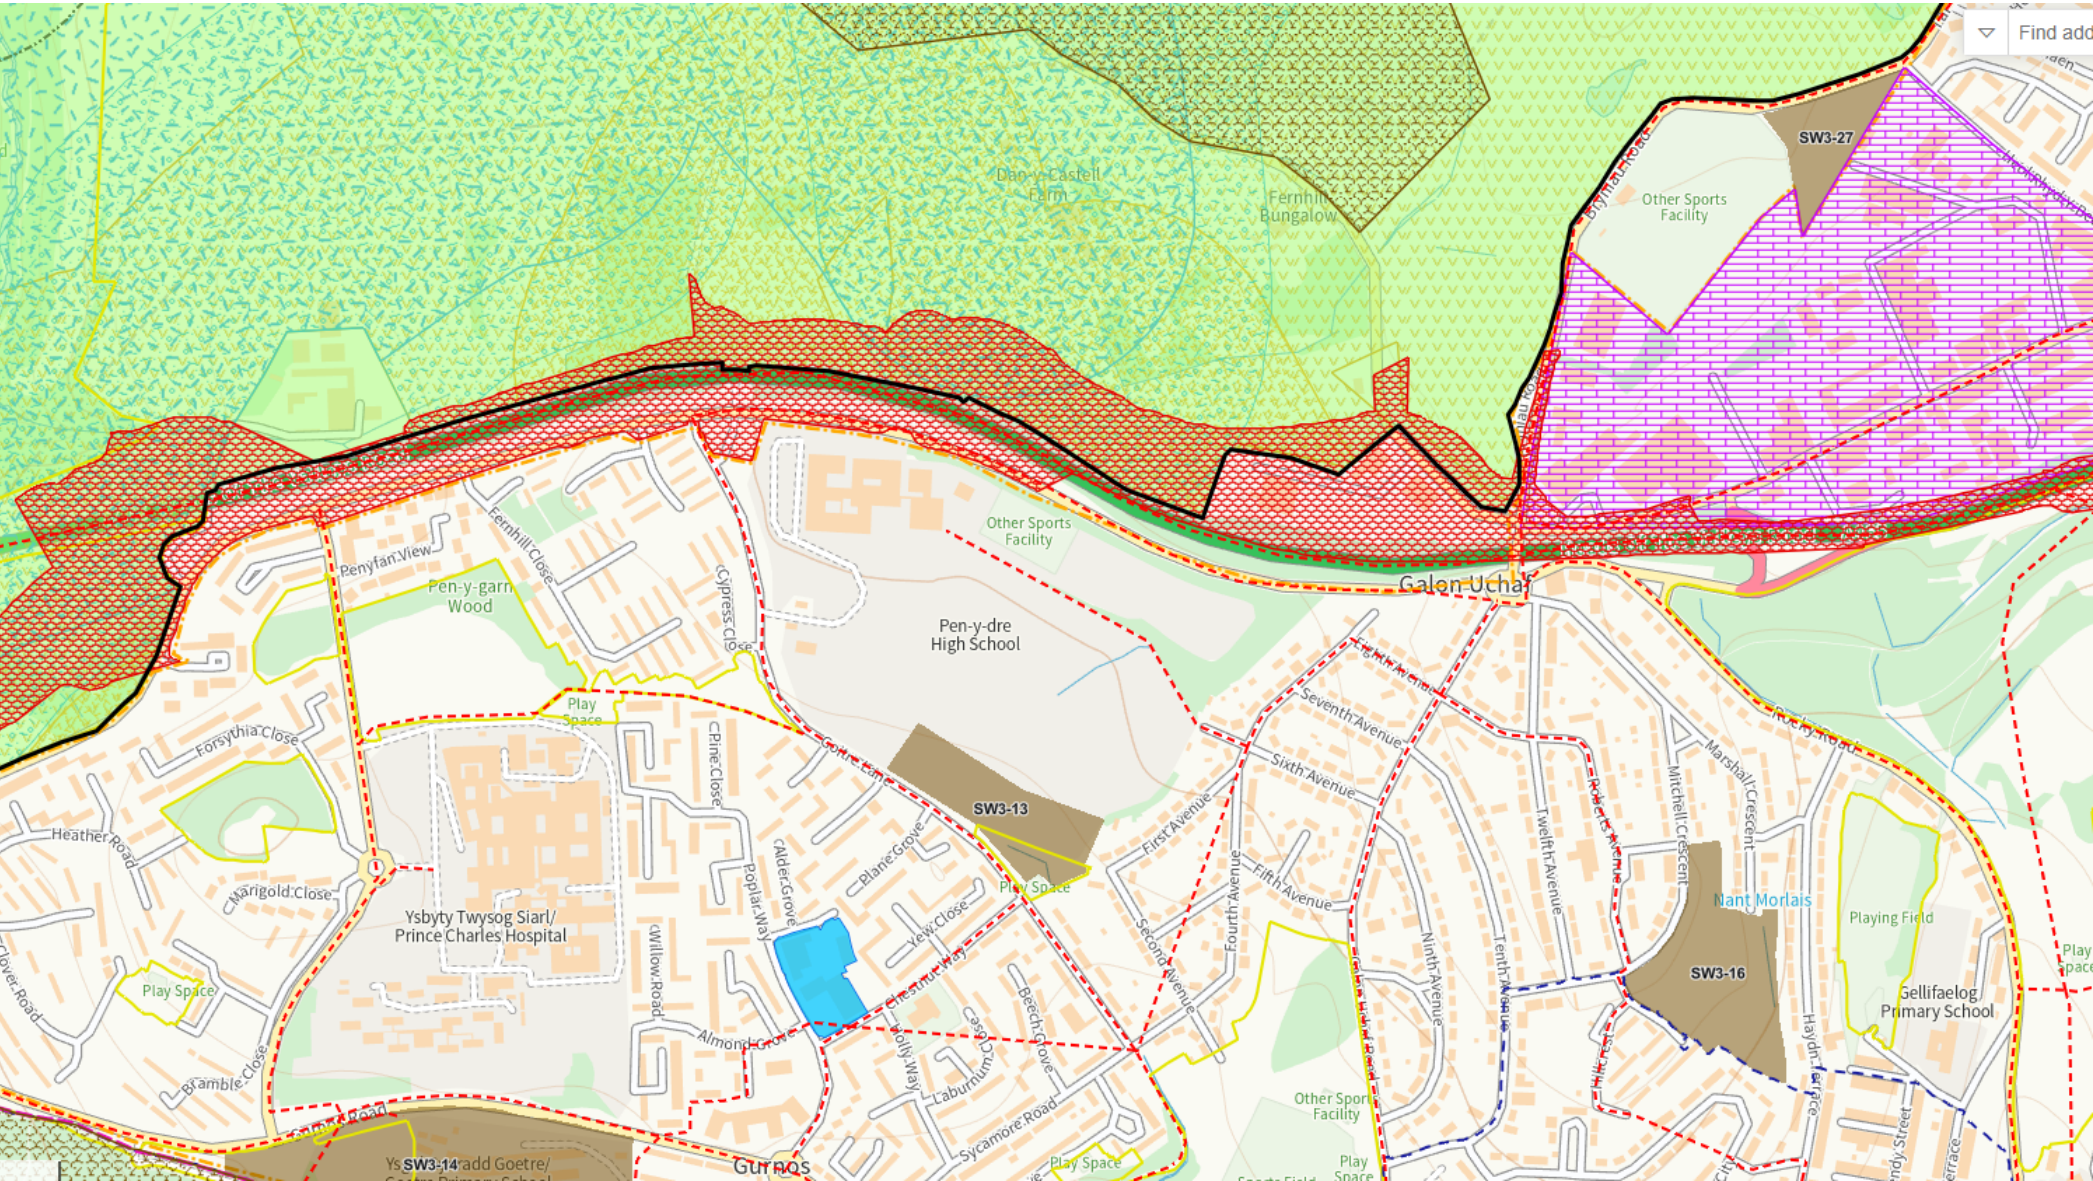 Find add
SW3-27
Brynau Road
Other Sports
Facility
Dan-y-Castell
Farm
Fernhill
Bungalow
Other Sports
Facility
Galon Uchaf
Penyfan View
Fernhill Close
Pen-y-garn
Wood
Cypress Close
Pen-y-dre
High School
Eighth Avenue
Seventh Avenue
Sixth Avenue
Play
Space
Forsythia Close
Pine Close
Goitre Lane
Rocky Road
Marshall Crescent
Mitchell Crescent
Roberts Avenue
Twelfth Avenue
SW3-13
First Avenue
Heather Road
Marigold Close
Alder Grove
Plane Grove
Poplar Way
Play Space
Fifth Avenue
Fourth Avenue
Nant Morlais
Playing Field
Ysbyty Twysog Siarl/
Prince Charles Hospital
Yew Close
Willow Road
Second Avenue
Ninth Avenue
Tenth Avenue
Play
Space
SW3-16
Clover Road
Play Space
Chestnut Way
Beech Grove
Gellifaelog
Primary School
Almond Grove
Holly Way
Laburnum Close
Bramble Close
Hillcrest
Haydn Terrace
Other Sport
Facility
Sycamore Road
Gurnos
Play Space
Play
Space
SW3-14